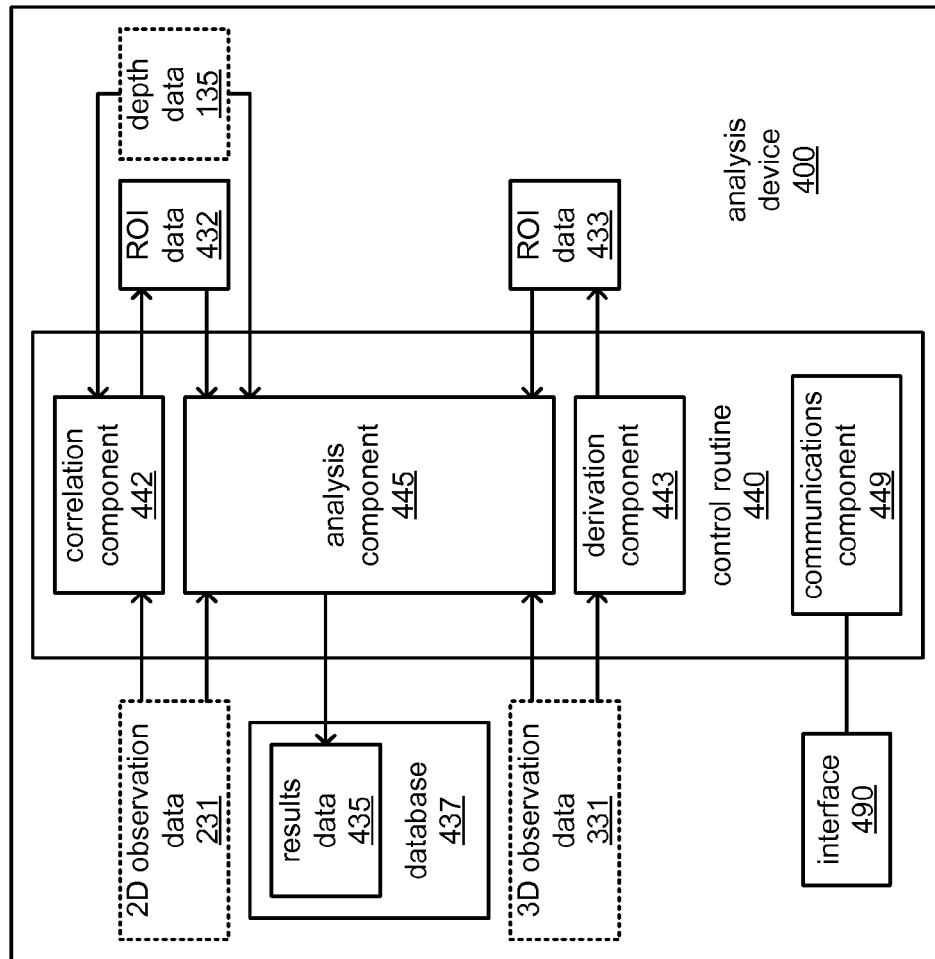 2D observation
data
231
results
data
435
database
437
3D observation
data
331
interface
490
correlation
component
442
analysis
component
445
derivation
component
443
control routine
440
communications
component
449
ROI
data
432
depth
data
135
ROI
data
433
analysis
device
400